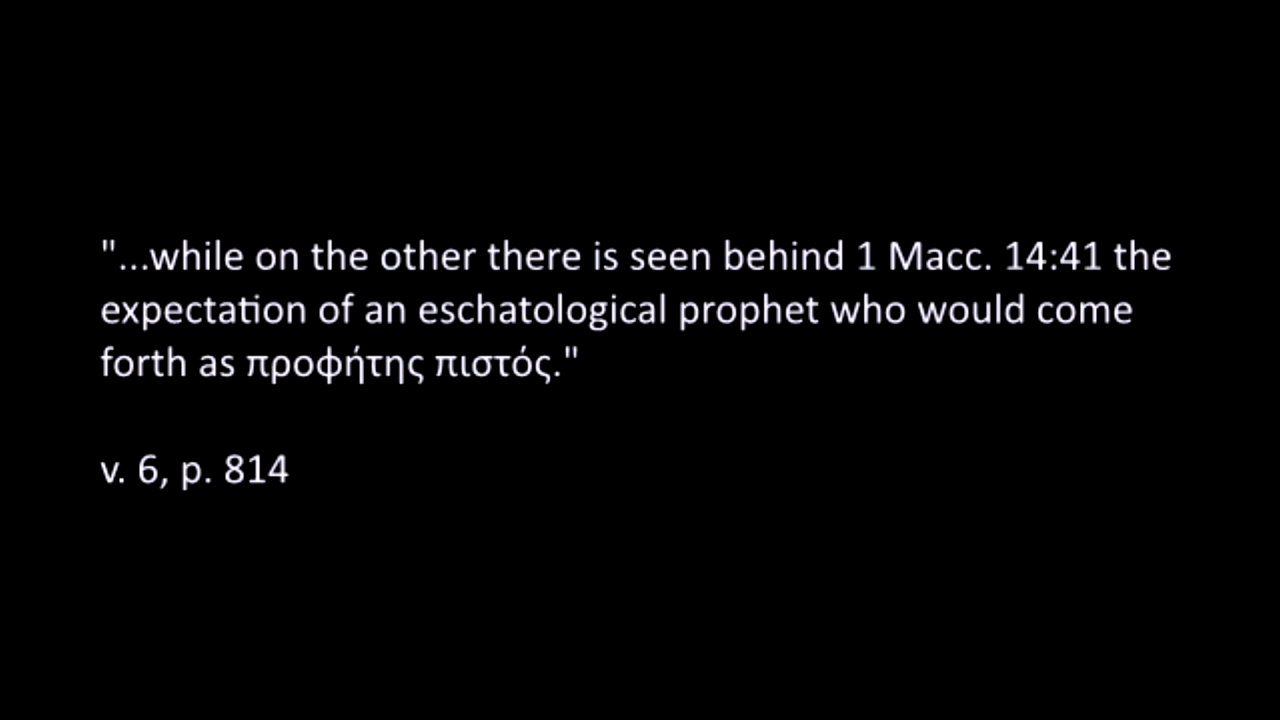 "...while on the other there is seen behind 1 Macc. 14:41 the
expectation of an eschatological prophet who would come
forth as προφήτης πιστός."
v. 6, p. 814